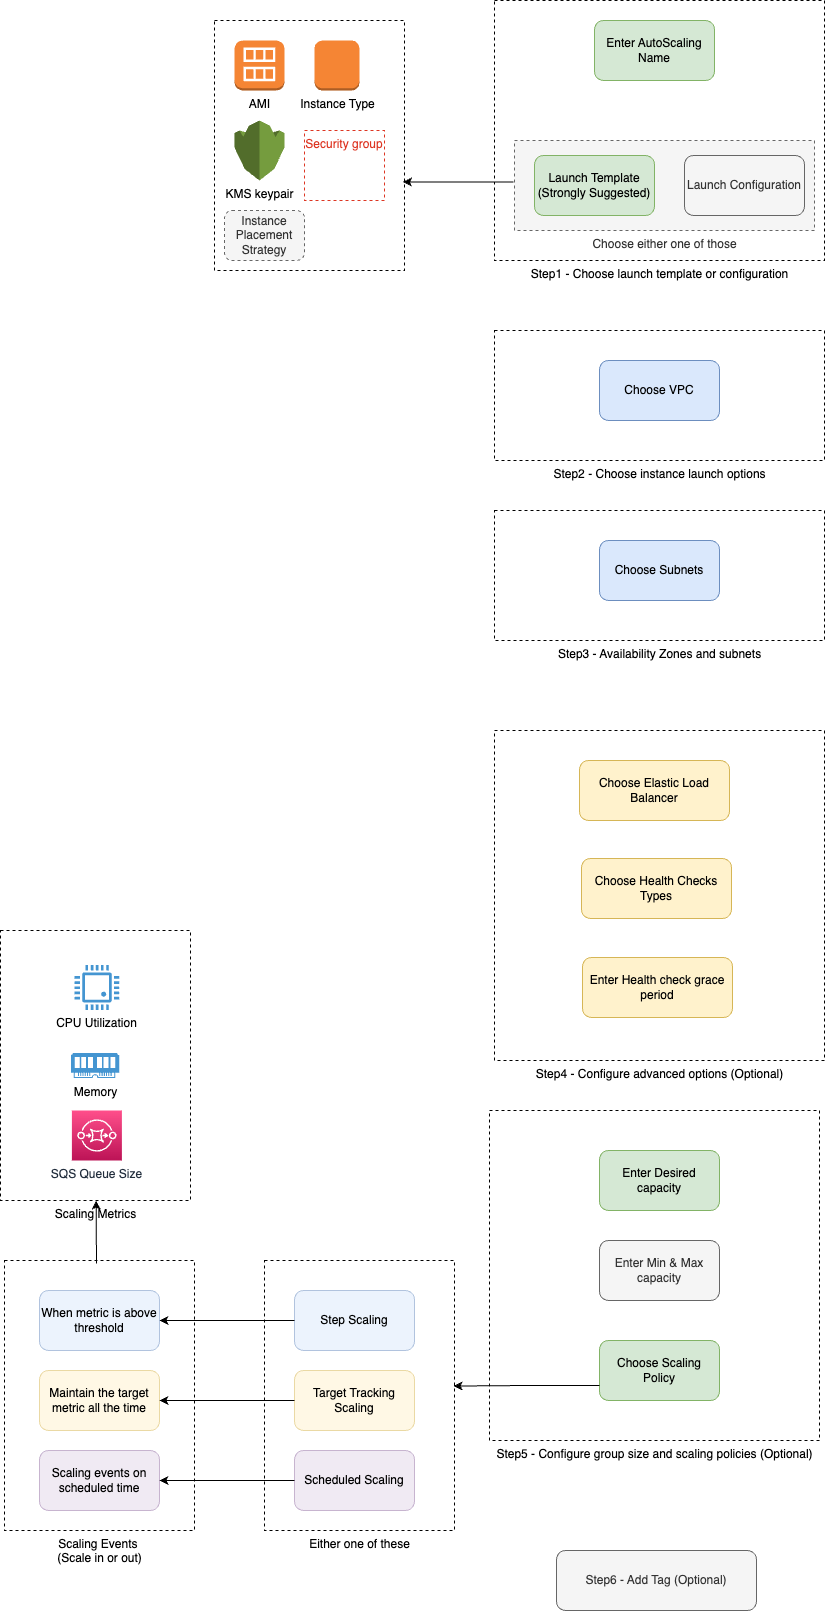 Enter AutoScaling
Name
AMI
Instance Type
Security group
KMS keypair
Instance
Placement
Strategy
Launch Template
(Strongly Suggested)
Launch Configuration
Choose either one of those
Step1 - Choose launch template or configuration
Choose VPC
Step2 - Choose instance launch options
Choose Subnets
Step3 - Availability Zones and subnets
Choose Elastic Load
Balancer
Choose Health Checks
Types
Enter Health check grace
period
Step4 - Configure advanced options (Optional)
CPU Utilization
Memory
SQS Queue Size
Scaling Metrics
Enter Desired
capacity
Enter Min & Max
capacity
Choose Scaling
Policy
Step5 - Configure group size and scaling policies (Optional)
When metric is above
threshold
Step Scaling
Maintain the target
metric all the time
Target Tracking
Scaling
Scaling events on
scheduled time
Scheduled Scaling
Scaling Events
(Scale in or out)
Either one of these
Step6 - Add Tag (Optional)